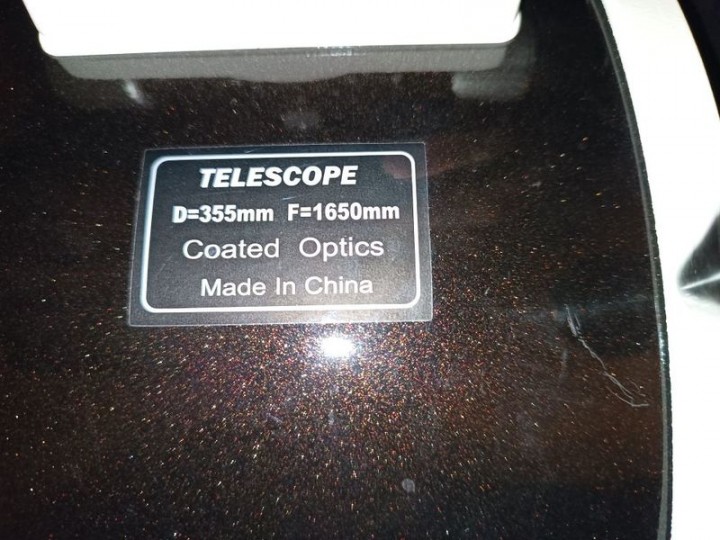 TELESCOPE
D=355mm F=1650mm
Coated Optics
Made In China